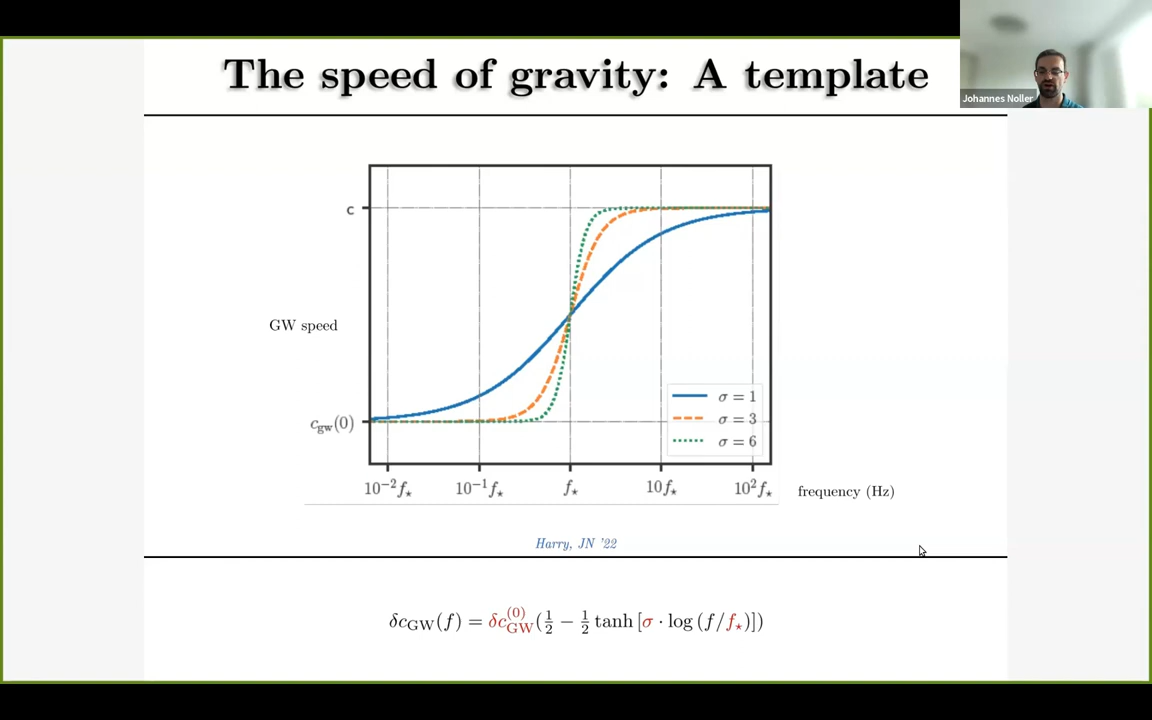 The speed of gravity: A template
Johannes Noller
c
GW speed
c_gw(0)
σ = 1
σ = 3
σ = 6
10⁻²f⋆ 10⁻¹f⋆ f⋆ 10f⋆ 10²f⋆
frequency (Hz)
Harry, JN '22
δc_GW(f) = δc_GW^(0)(1/2 − 1/2 tanh [σ · log (f/f⋆)])